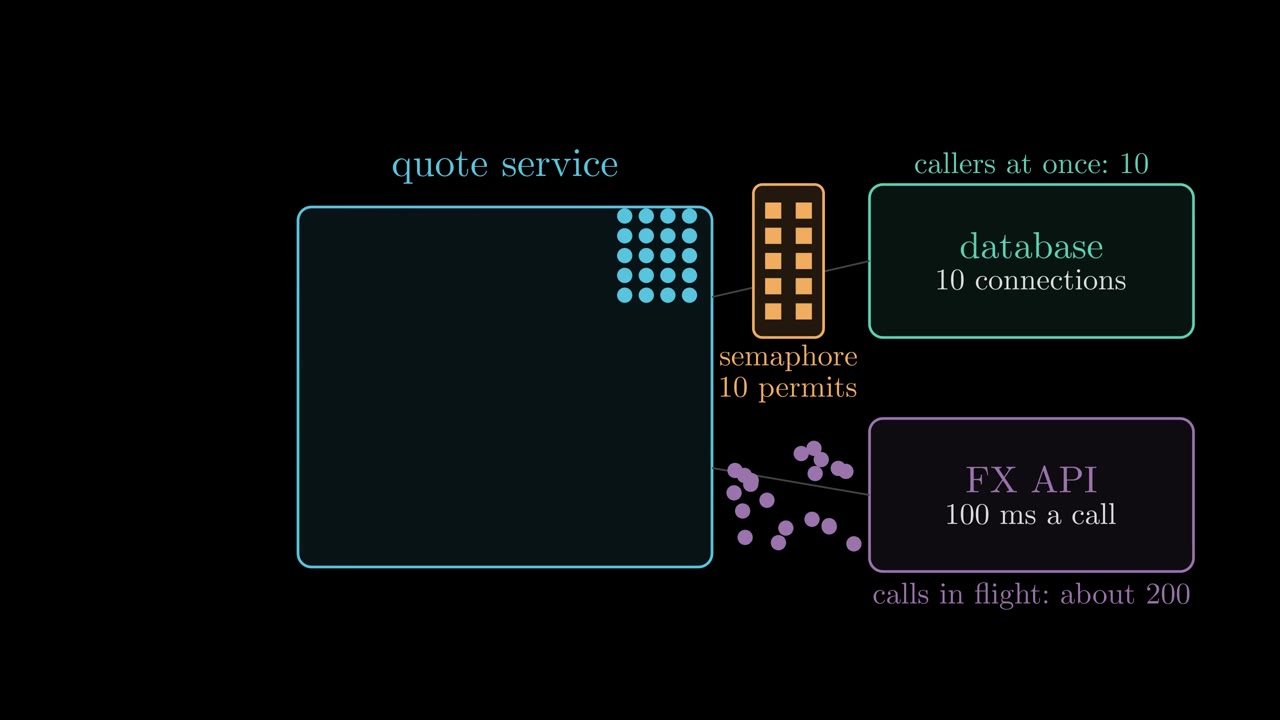 quote service
callers at once: 10
database
10 connections
semaphore
10 permits
FX API
100 ms a call
calls in flight: about 200